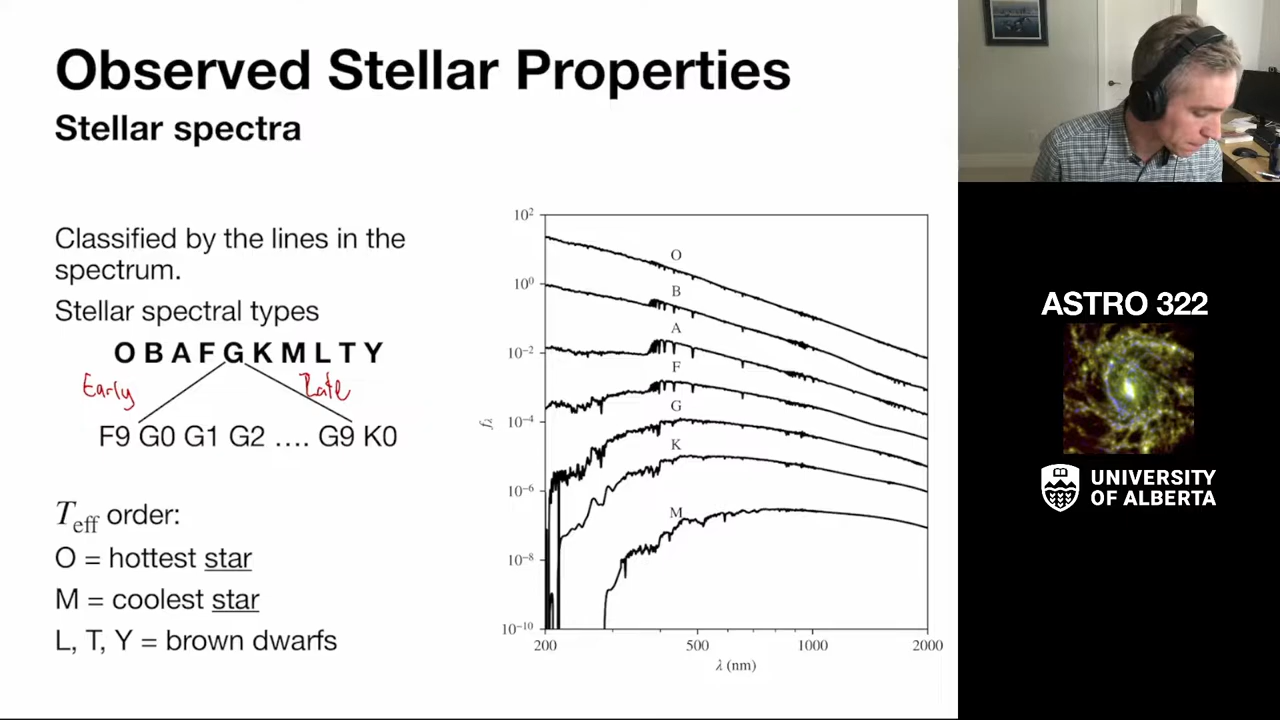 Observed Stellar Properties
Stellar spectra
Classified by the lines in the
spectrum.
Stellar spectral types
O B A F G K M L T Y
Early Late
F9 G0 G1 G2 .... G9 K0
T_eff order:
O = hottest star
M = coolest star
L, T, Y = brown dwarfs
10^2
10^0
10^-2
10^-4
10^-6
10^-8
10^-10
f_λ
O
B
A
F
G
K
M
200 500 1000 2000
λ (nm)
ASTRO 322
UNIVERSITY
OF ALBERTA